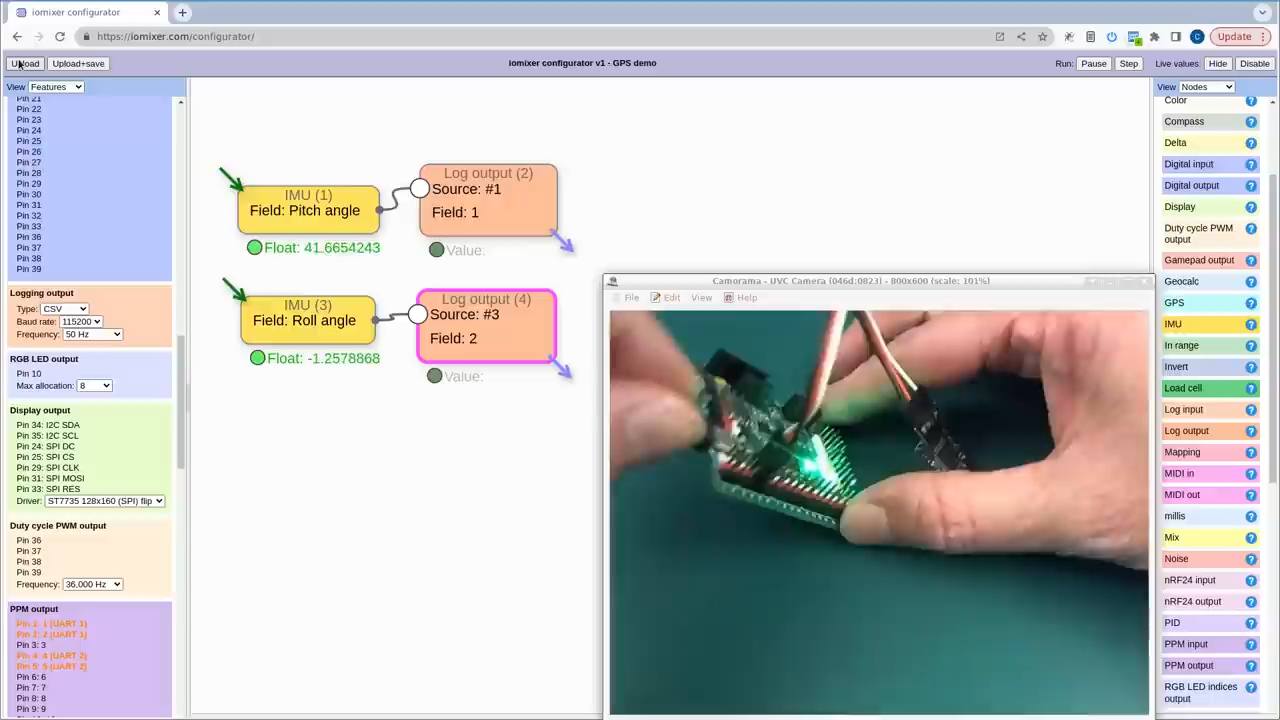 iomixer configurator
https://iomixer.com/configurator/
Update
Upload
Upload+save
iomixer configurator v1 - GPS demo
Run:
Pause
Step
Live values:
Hide
Disable
View
Features
Pin 21
Pin 22
Pin 23
Pin 24
Pin 25
Pin 26
Pin 27
Pin 28
Pin 29
Pin 30
Pin 31
Pin 32
Pin 33
Pin 36
Pin 37
Pin 38
Pin 39
Logging output
Type: CSV
Baud rate: 115200
Frequency: 50 Hz
RGB LED output
Pin 10
Max allocation: 8
Display output
Pin 34: I2C SDA
Pin 35: I2C SCL
Pin 24: SPI DC
Pin 25: SPI CS
Pin 29: SPI CLK
Pin 31: SPI MOSI
Pin 33: SPI RES
Driver: ST7735 128x160 (SPI) flip
Duty cycle PWM output
Pin 36
Pin 37
Pin 38
Pin 39
Frequency: 36,000 Hz
PPM output
Pin 2: 1 (UART 1)
Pin 3: 3
Pin 4: 4 (UART 2)
Pin 5: 5 (UART 2)
Pin 6: 6
Pin 7: 7
Pin 8: 8
Pin 9: 9
IMU (1)
Field: Pitch angle
Float: 41.6654243
Log output (2)
Source: #1
Field: 1
Value:
IMU (3)
Field: Roll angle
Float: -1.2578868
Log output (4)
Source: #3
Field: 2
Value:
Camorama - UVC Camera (046d:0823) - 800x600 (scale: 101%)
File
Edit
View
Help
View
Nodes
Color
Compass
Delta
Digital input
Digital output
Display
Duty cycle PWM
output
Gamepad output
Geocalc
GPS
IMU
In range
Invert
Load cell
Log input
Log output
Mapping
MIDI in
MIDI out
millis
Mix
Noise
nRF24 input
nRF24 output
PID
PPM input
PPM output
RGB LED indices
output